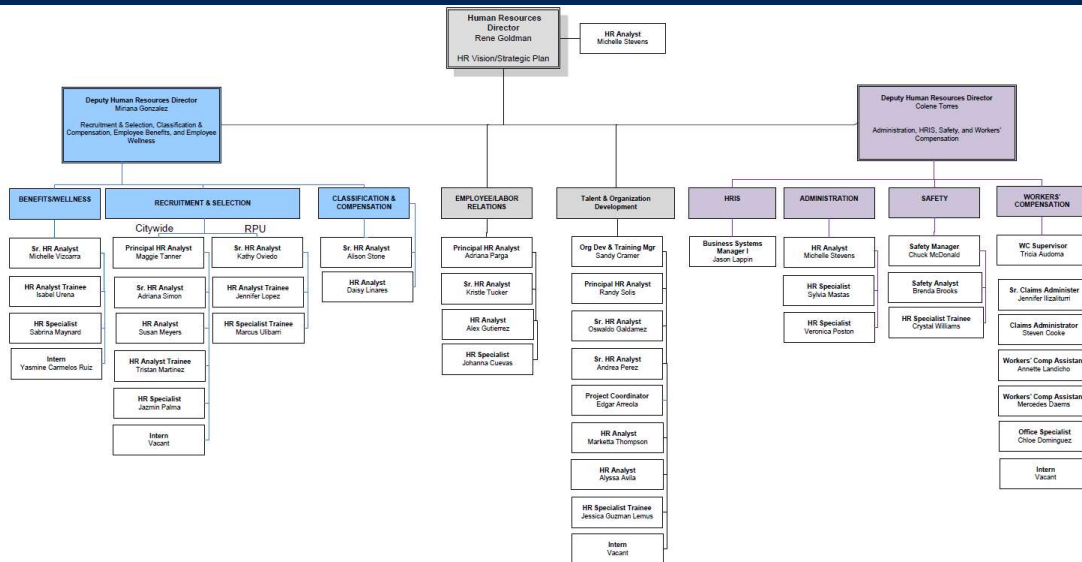 Human Resources
Director
Rene Goldman
HR Vision/Strategic Plan
HR Analyst
Michelle Stevens
Deputy Human Resources Director
Miriana Gonzalez
Recruitment & Selection, Classification &
Compensation, Employee Benefits, and Employee
Wellness
Deputy Human Resources Director
Colene Torres
Administration, HRIS, Safety, and Workers'
Compensation
BENEFITS/WELLNESS
RECRUITMENT & SELECTION
CLASSIFICATION &
COMPENSATION
EMPLOYEE/LABOR
RELATIONS
Talent & Organization
Development
HRIS
ADMINISTRATION
SAFETY
WORKERS'
COMPENSATION
Citywide
RPU
Sr. HR Analyst
Michelle Vizcarra
HR Analyst Trainee
Isabel Urena
HR Specialist
Sabrina Maynard
Intern
Yasmine Carmelos Ruiz
Principal HR Analyst
Maggie Tanner
Sr. HR Analyst
Adriana Simon
HR Analyst
Susan Meyers
HR Analyst Trainee
Tristan Martinez
HR Specialist
Jazmin Palma
Intern
Vacant
Sr. HR Analyst
Kathy Oviedo
HR Analyst Trainee
Jennifer Lopez
HR Specialist Trainee
Marcus Ulibarri
Sr. HR Analyst
Alison Stone
HR Analyst
Daisy Linares
Principal HR Analyst
Adriana Parga
Sr. HR Analyst
Kristle Tucker
HR Analyst
Alex Gutierrez
HR Specialist
Johanna Cuevas
Org Dev & Training Mgr
Sandy Cramer
Principal HR Analyst
Randy Solis
Sr. HR Analyst
Oswaldo Galdamez
Sr. HR Analyst
Andrea Perez
Project Coordinator
Edgar Arreola
HR Analyst
Marketta Thompson
HR Analyst
Alyssa Avila
HR Specialist Trainee
Jessica Guzman Lemus
Intern
Vacant
Business Systems
Manager I
Jason Lappin
HR Analyst
Michelle Stevens
HR Specialist
Sylvia Mastas
HR Specialist
Veronica Poston
Safety Manager
Chuck McDonald
Safety Analyst
Brenda Brooks
HR Specialist Trainee
Crystal Williams
WC Supervisor
Tricia Audoma
Sr. Claims Administer
Jennifer Ilizaliturri
Claims Administrator
Steven Cooke
Workers' Comp Assistan
Annette Landicho
Workers' Comp Assistan
Mercedes Daems
Office Specialist
Chloe Dominguez
Intern
Vacant